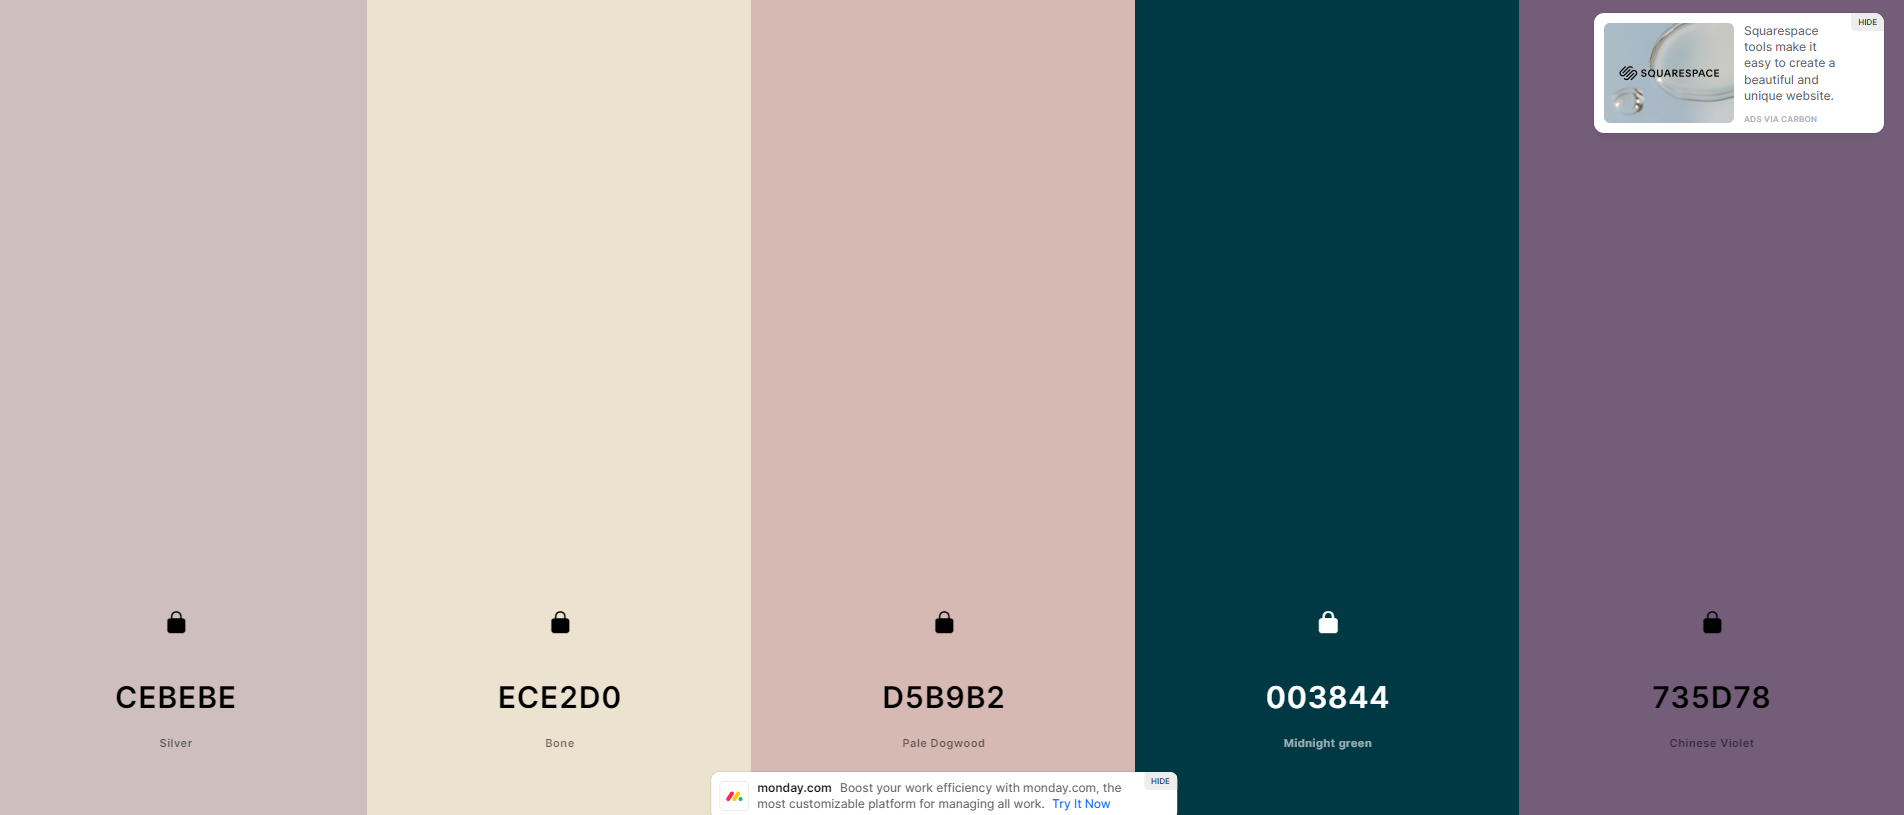 HIDE
Squarespace
tools make it
easy to create a
beautiful and
unique website.
SQUARESPACE
ADS VIA CARBON
CEBEBE
Silver
ECE2D0
Bone
D5B9B2
Pale Dogwood
003844
Midnight green
735D78
Chinese Violet
HIDE
monday.com Boost your work efficiency with monday.com, the
most customizable platform for managing all work. Try It Now